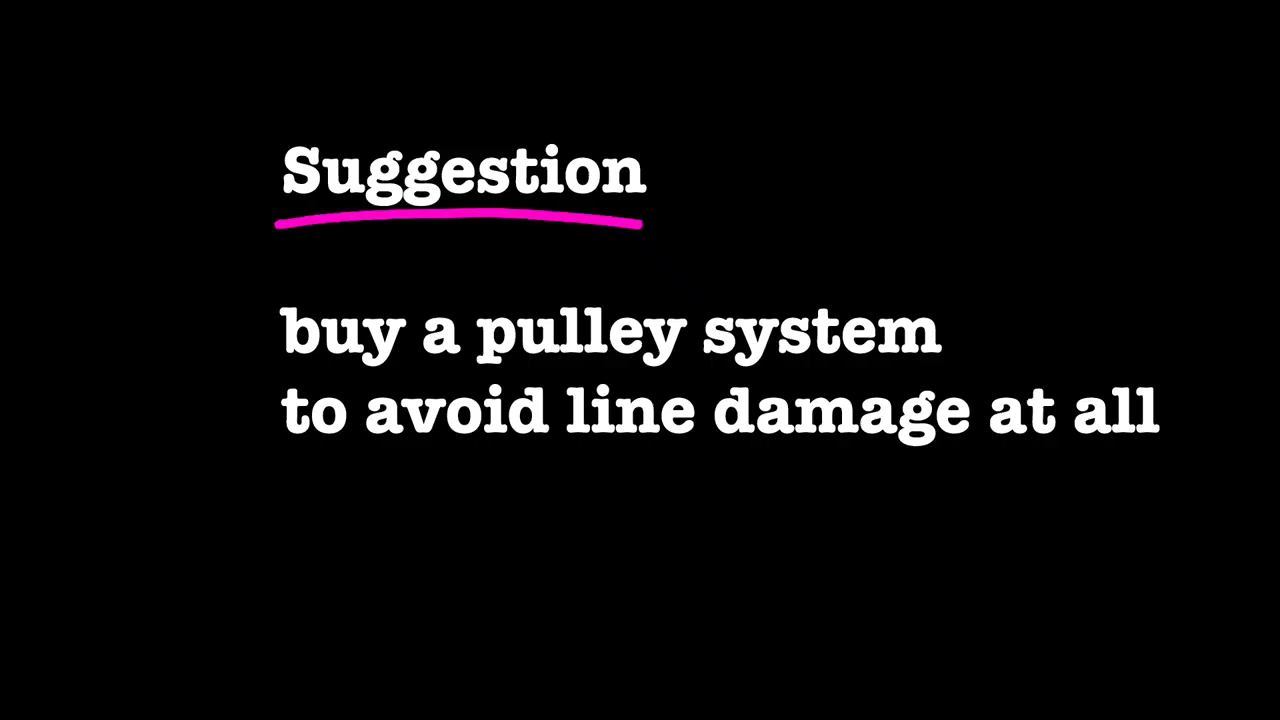 Suggestion
buy a pulley system
to avoid line damage at all